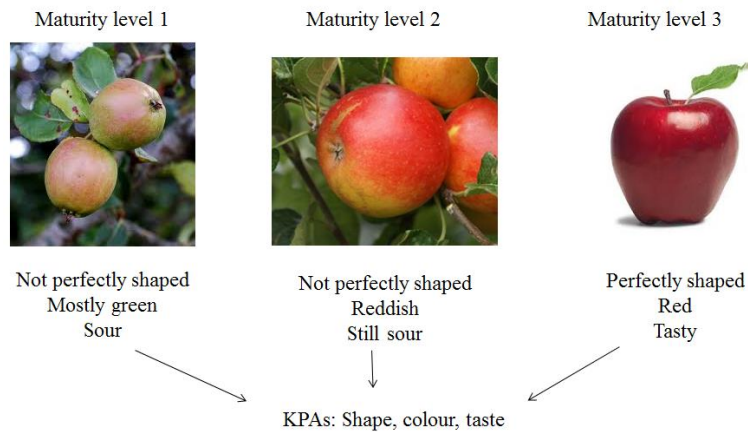 Maturity level 1
Maturity level 2
Maturity level 3
Not perfectly shaped
Mostly green
Sour
Not perfectly shaped
Reddish
Still sour
Perfectly shaped
Red
Tasty
KPAs: Shape, colour, taste